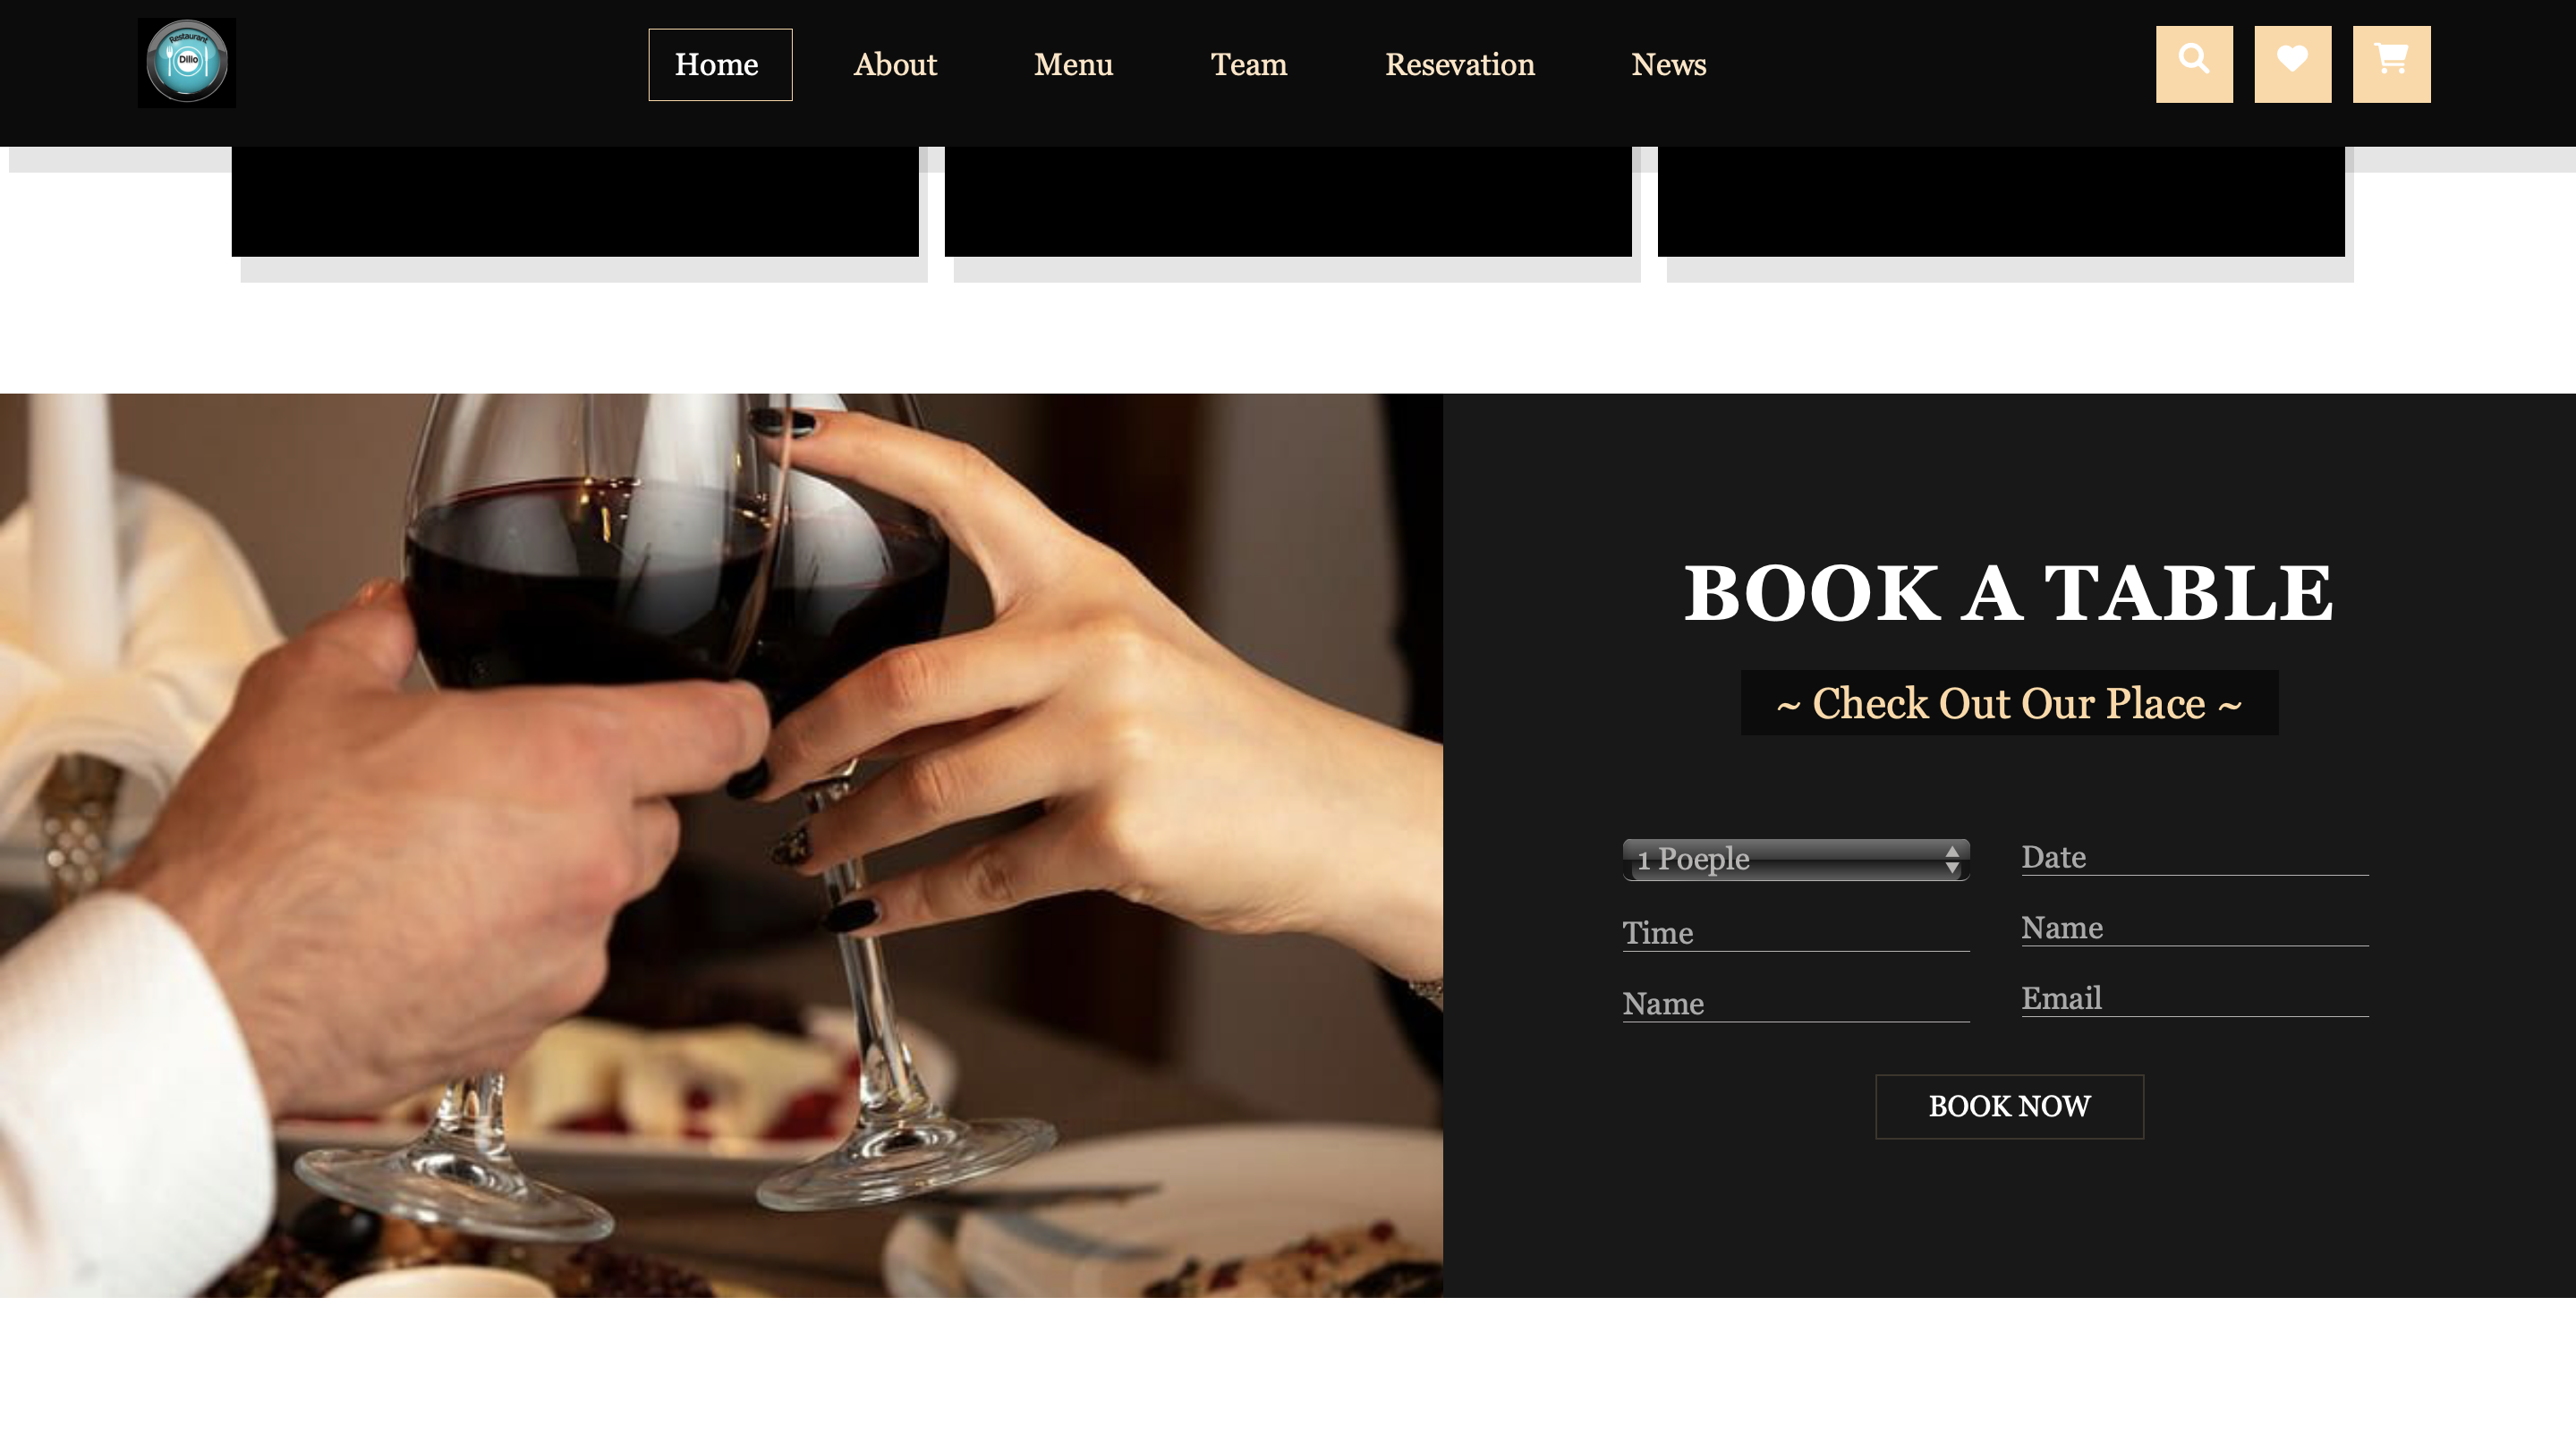 Restaurant
Dilio
Home
About
Menu
Team
Resevation
News
BOOK A TABLE
~ Check Out Our Place ~
1 Poeple
Date
Time
Name
Name
Email
BOOK NOW